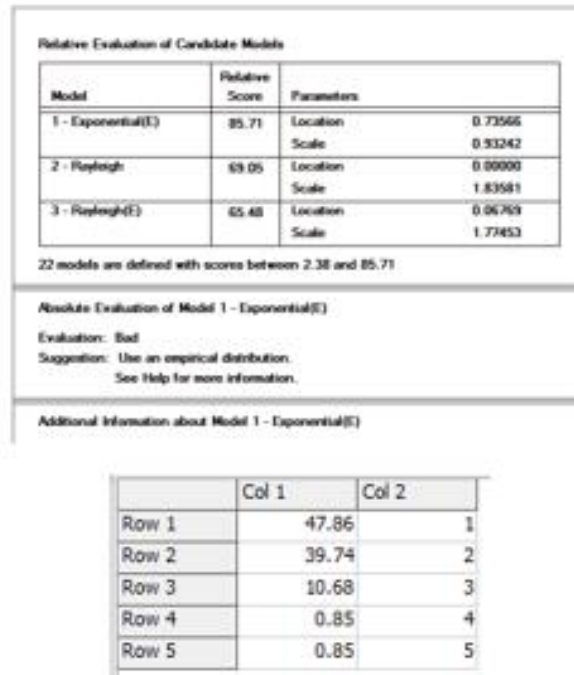 Relative Evaluation of Candidate Models
Model Relative Score Parameters
1 - Exponential(E) 85.71 Location 0.73566
Scale 0.93242
2 - Rayleigh 69.05 Location 0.00000
Scale 1.83581
3 - Rayleigh(E) 65.48 Location 0.06769
Scale 1.77453
22 models are defined with scores between 2.38 and 85.71
Absolute Evaluation of Model 1 - Exponential(E)
Evaluation: Bad
Suggestion: Use an empirical distribution.
See Help for more information.
Additional Information about Model 1 - Exponential(E)
Col 1 Col 2
Row 1 47.86 1
Row 2 39.74 2
Row 3 10.68 3
Row 4 0.85 4
Row 5 0.85 5